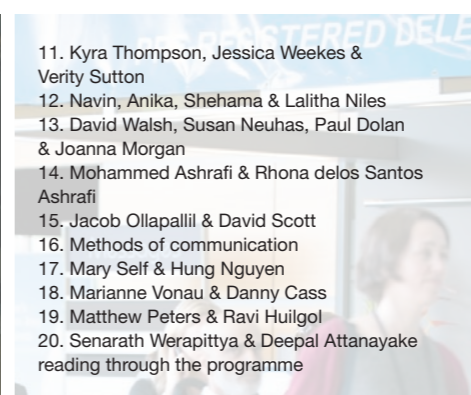 REGISTERED DELE
11. Kyra Thompson, Jessica Weekes &
Verity Sutton
12. Navin, Anika, Shehama & Lalitha Niles
13. David Walsh, Susan Neuhas, Paul Dolan
& Joanna Morgan
14. Mohammed Ashrafi & Rhona delos Santos
Ashrafi
15. Jacob Ollapallil & David Scott
16. Methods of communication
17. Mary Self & Hung Nguyen
18. Marianne Vonau & Danny Cass
19. Matthew Peters & Ravi Huilgol
20. Senarath Werapittya & Deepal Attanayake
reading through the programme